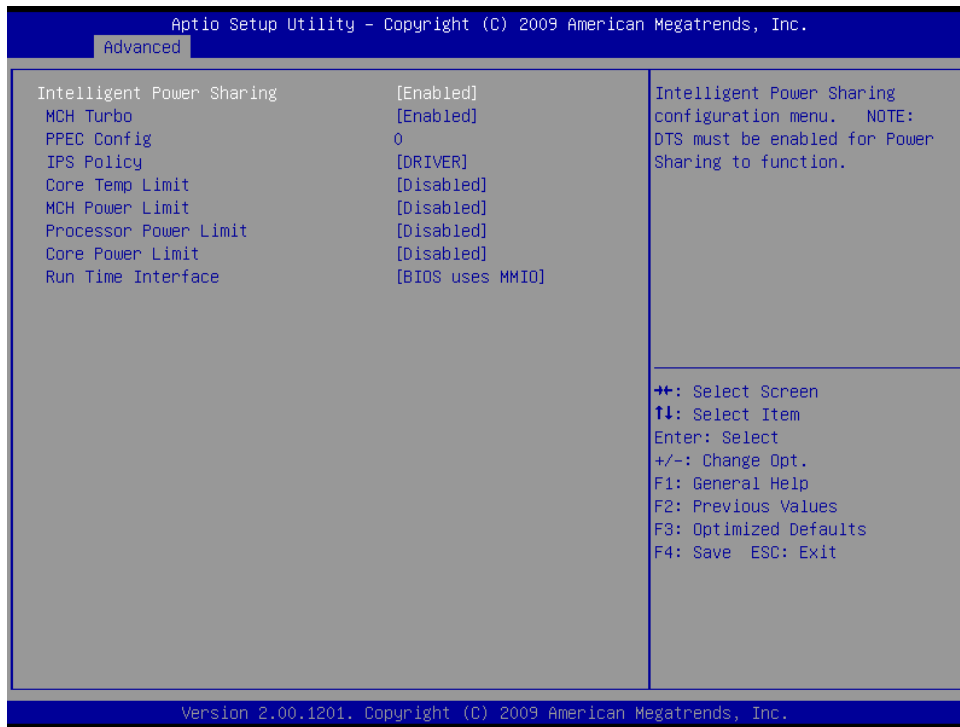 Aptio Setup Utility – Copyright (C) 2009 American Megatrends, Inc.
Advanced
Intelligent Power Sharing [Enabled]
MCH Turbo [Enabled]
PPEC Config 0
IPS Policy [DRIVER]
Core Temp Limit [Disabled]
MCH Power Limit [Disabled]
Processor Power Limit [Disabled]
Core Power Limit [Disabled]
Run Time Interface [BIOS uses MMIO]
Intelligent Power Sharing
configuration menu. NOTE:
DTS must be enabled for Power
Sharing to function.
→←: Select Screen
↑↓: Select Item
Enter: Select
+/-: Change Opt.
F1: General Help
F2: Previous Values
F3: Optimized Defaults
F4: Save ESC: Exit
Version 2.00.1201. Copyright (C) 2009 American Megatrends, Inc.